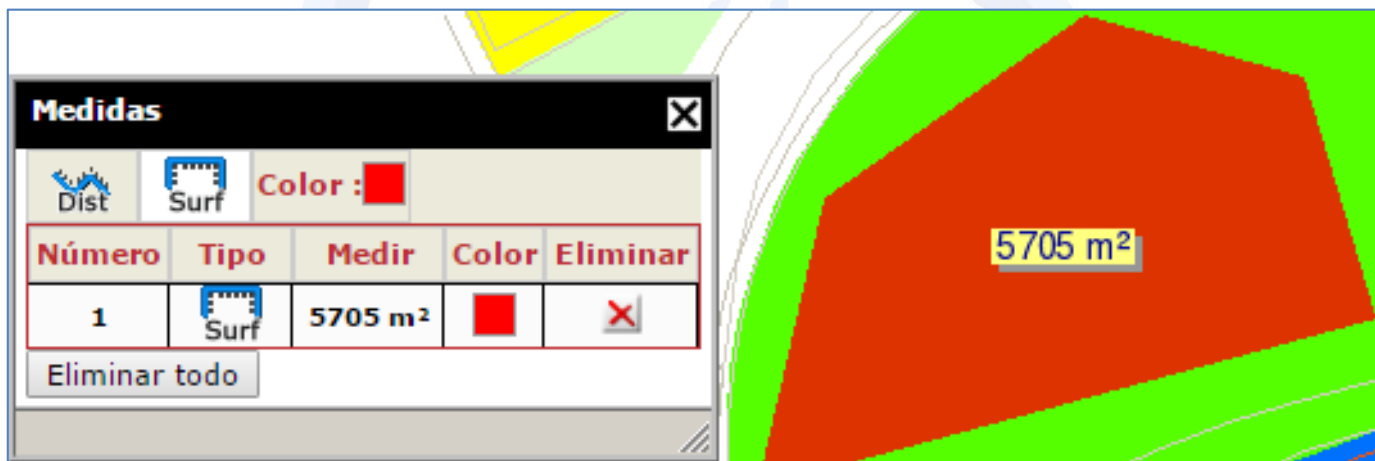 Medidas
Dist Surf Color :
Número Tipo Medir Color Eliminar
1 Surf 5705 m²
Eliminar todo
5705 m²